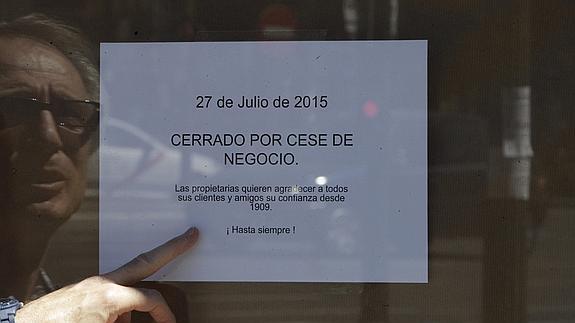 27 de Julio de 2015
CERRADO POR CESE DE
NEGOCIO.
Las propietarias quieren agradecer a todos
sus clientes y amigos su confianza desde
1909.
¡ Hasta siempre !